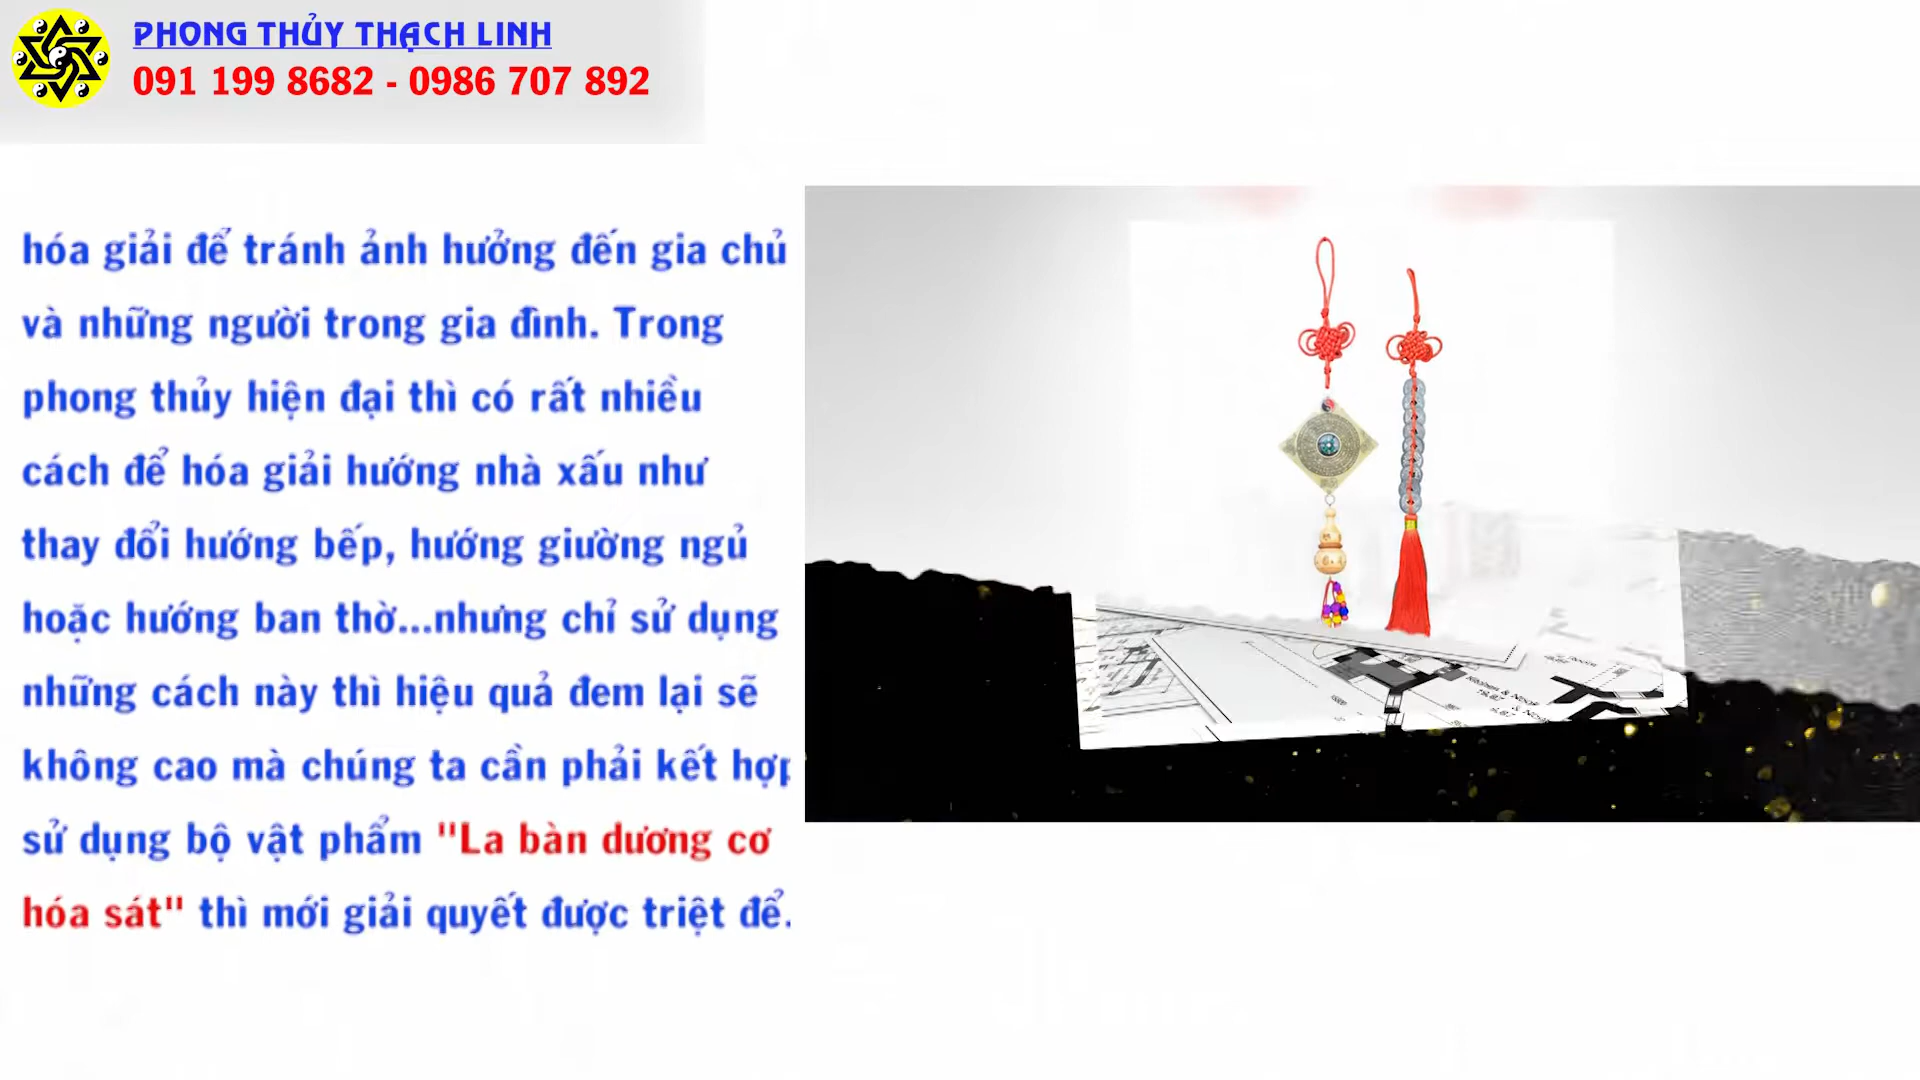 PHONG THỦY THẠCH LINH
091 199 8682 - 0986 707 892
hóa giải để tránh ảnh hưởng đến gia chủ
và những người trong gia đình. Trong
phong thủy hiện đại thì có rất nhiều
cách để hóa giải hướng nhà xấu như
thay đổi hướng bếp, hướng giường ngủ
hoặc hướng ban thờ...nhưng chỉ sử dụng
những cách này thì hiệu quả đem lại sẽ
không cao mà chúng ta cần phải kết hợp
sử dụng bộ vật phẩm "La bàn dương cơ
hóa sát" thì mới giải quyết được triệt để.